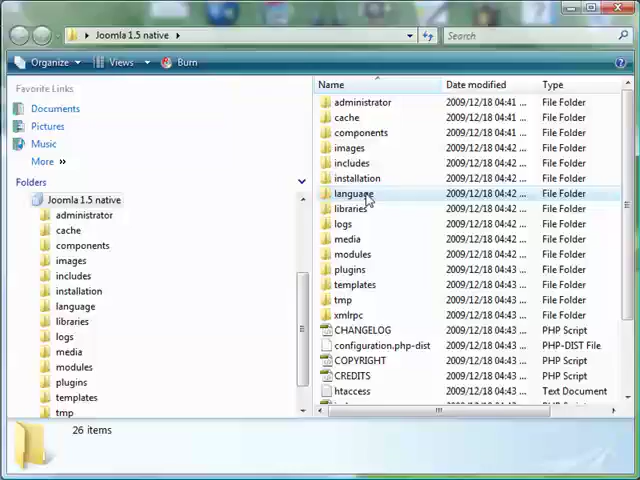 Joomla 1.5 native
Search
Organize Views Burn
Favorite Links
Documents
Pictures
Music
More »
Folders
Joomla 1.5 native
administrator
cache
components
images
includes
installation
language
libraries
logs
media
modules
plugins
templates
tmp
Name Date modified Type
administrator 2009/12/18 04:41 ... File Folder
cache 2009/12/18 04:41 ... File Folder
components 2009/12/18 04:41 ... File Folder
images 2009/12/18 04:42 ... File Folder
includes 2009/12/18 04:42 ... File Folder
installation 2009/12/18 04:42 ... File Folder
language 2009/12/18 04:42 ... File Folder
libraries 2009/12/18 04:42 ... File Folder
logs 2009/12/18 04:42 ... File Folder
media 2009/12/18 04:42 ... File Folder
modules 2009/12/18 04:42 ... File Folder
plugins 2009/12/18 04:43 ... File Folder
templates 2009/12/18 04:43 ... File Folder
tmp 2009/12/18 04:43 ... File Folder
xmlrpc 2009/12/18 04:43 ... File Folder
CHANGELOG 2009/12/18 04:43 ... PHP Script
configuration.php-dist 2009/12/18 04:43 ... PHP-DIST File
COPYRIGHT 2009/12/18 04:43 ... PHP Script
CREDITS 2009/12/18 04:43 ... PHP Script
htaccess 2009/12/18 04:43 ... Text Document
26 items